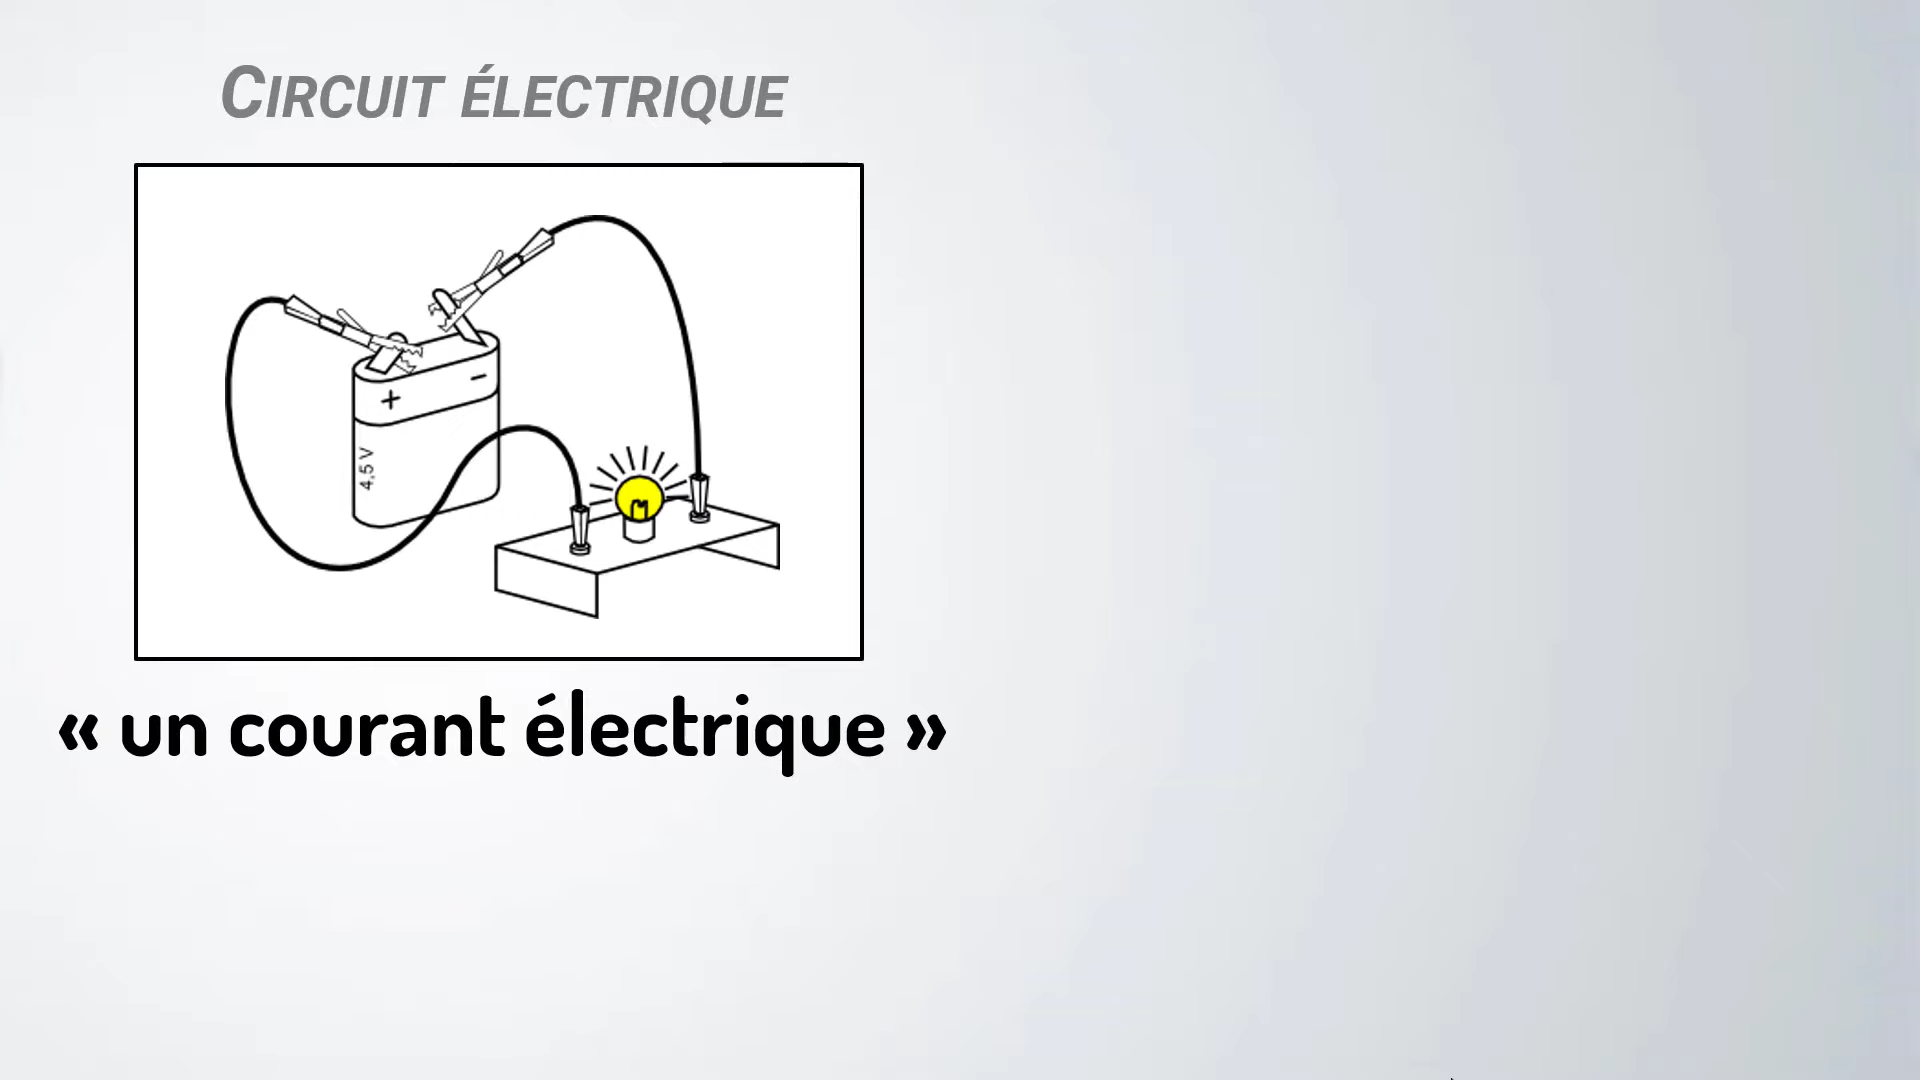 CIRCUIT ÉLECTRIQUE
+ −
4,5 V
« un courant électrique »